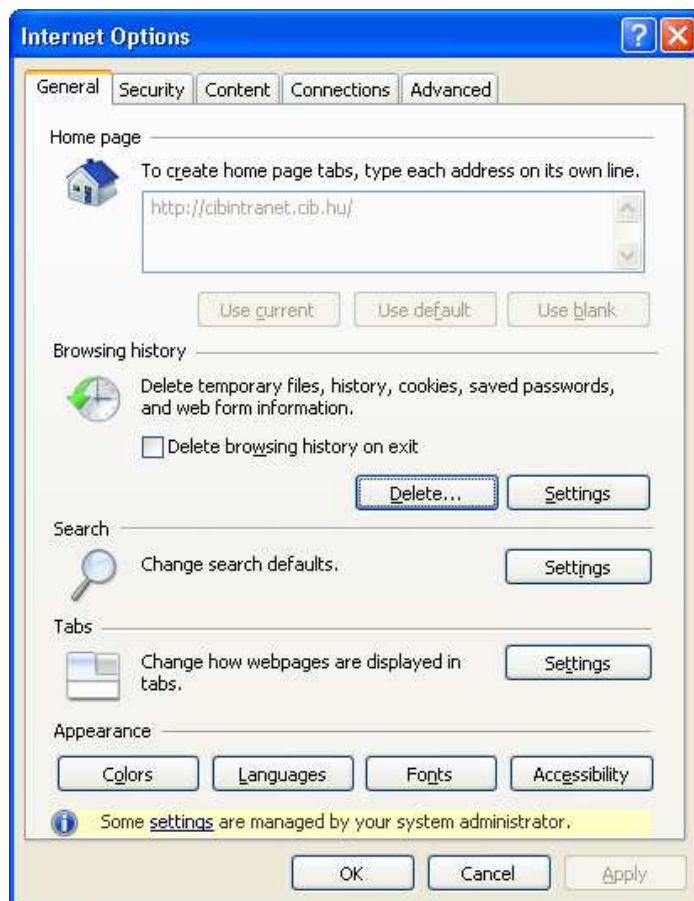 Internet Options
General Security Content Connections Advanced
Home page
To create home page tabs, type each address on its own line.
http://cibintranet.cib.hu/
Use current Use default Use blank
Browsing history
Delete temporary files, history, cookies, saved passwords,
and web form information.
Delete browsing history on exit
Delete... Settings
Search
Change search defaults. Settings
Tabs
Change how webpages are displayed in
tabs. Settings
Appearance
Colors Languages Fonts Accessibility
Some settings are managed by your system administrator.
OK Cancel Apply